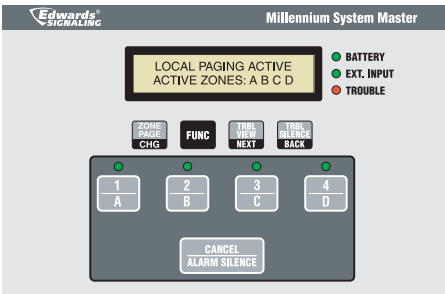 Edwards®
SIGNALING
Millennium System Master
LOCAL PAGING ACTIVE
ACTIVE ZONES: A B C D
BATTERY
EXT. INPUT
TROUBLE
ZONE
PAGE
CHG
FUNC
TRBL
VIEW
NEXT
TRBL
SILENCE
BACK
1
A
2
B
3
C
4
D
CANCEL
ALARM SILENCE